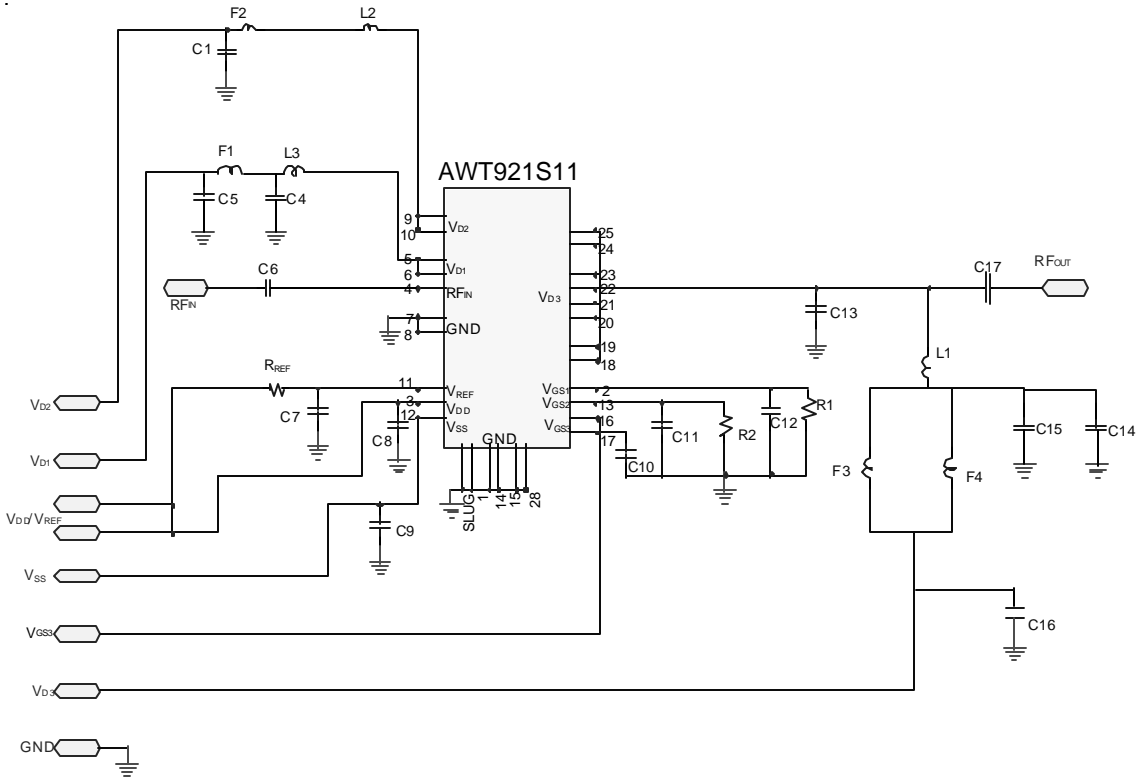 F2
L2
C1
F1
L3
AWT921S11
C5
C4
9
10
VD2
25
24
5
6
VD1
23
22
C6
4
RFIN
RFIN
VD3
21
20
C17
RFOUT
C13
7
8
GND
19
18
L1
RREF
11
VREF
VGS1
2
3
VDD
VGS2
13
12
VSS
VGS3
16
17
GND
C7
C8
C10
C11
R2
C12
R1
C15
C14
VD2
VD1
F3
F4
SLUG
1
14
15
28
VDD/VREF
C9
VSS
VGS3
C16
VD3
GND